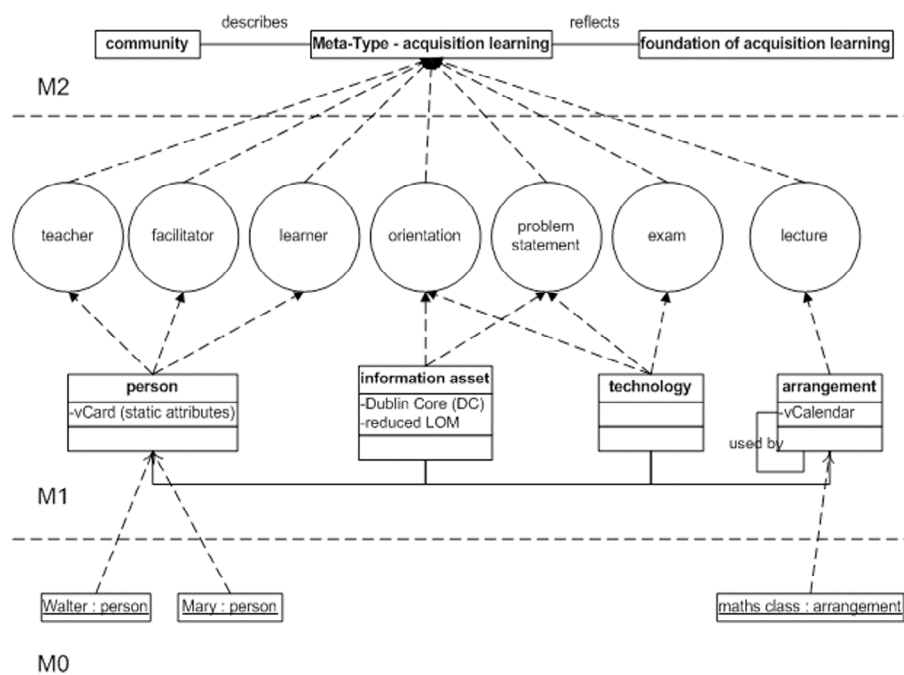 describes
reflects
community
Meta-Type - acquisition learning
foundation of acquisition learning
M2
teacher
facilitator
learner
orientation
problem
statement
exam
lecture
person
-vCard (static attributes)
information asset
-Dublin Core (DC)
-reduced LOM
technology
arrangement
-vCalendar
used by
M1
Walter : person
Mary : person
maths class : arrangement
M0